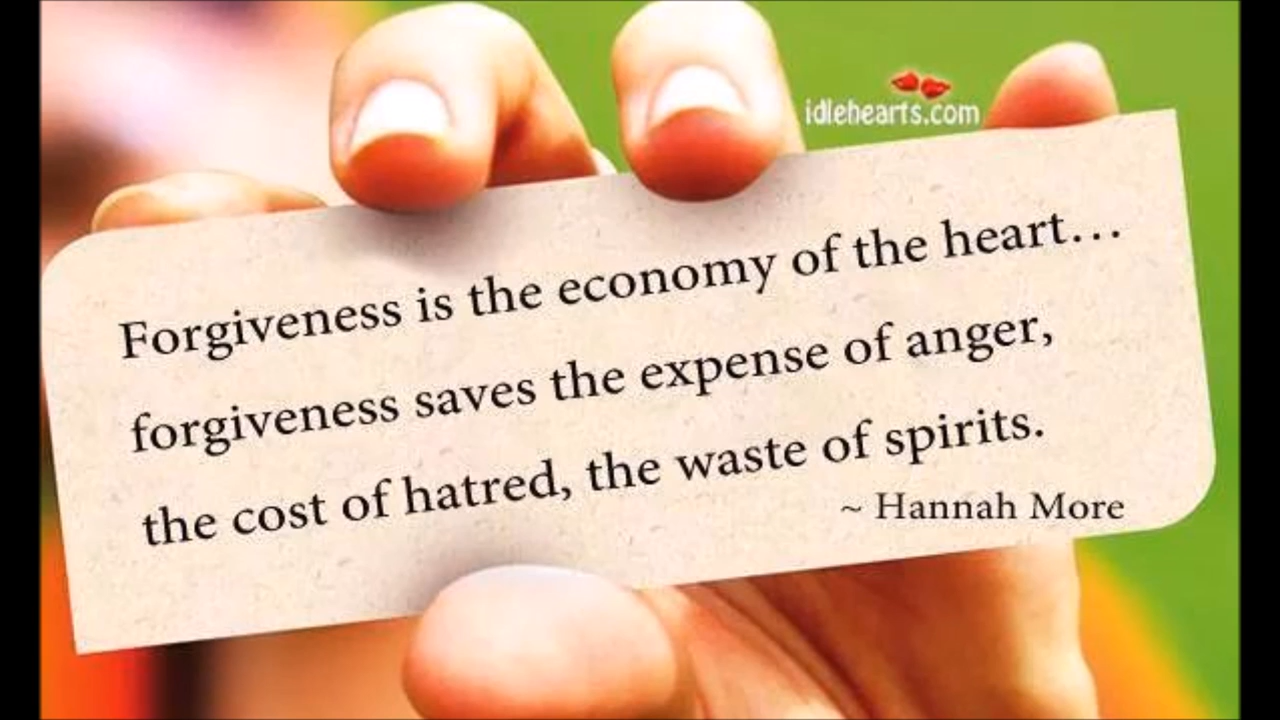 idlehearts.com
Forgiveness is the economy of the heart...
forgiveness saves the expense of anger,
the cost of hatred, the waste of spirits.
~ Hannah More